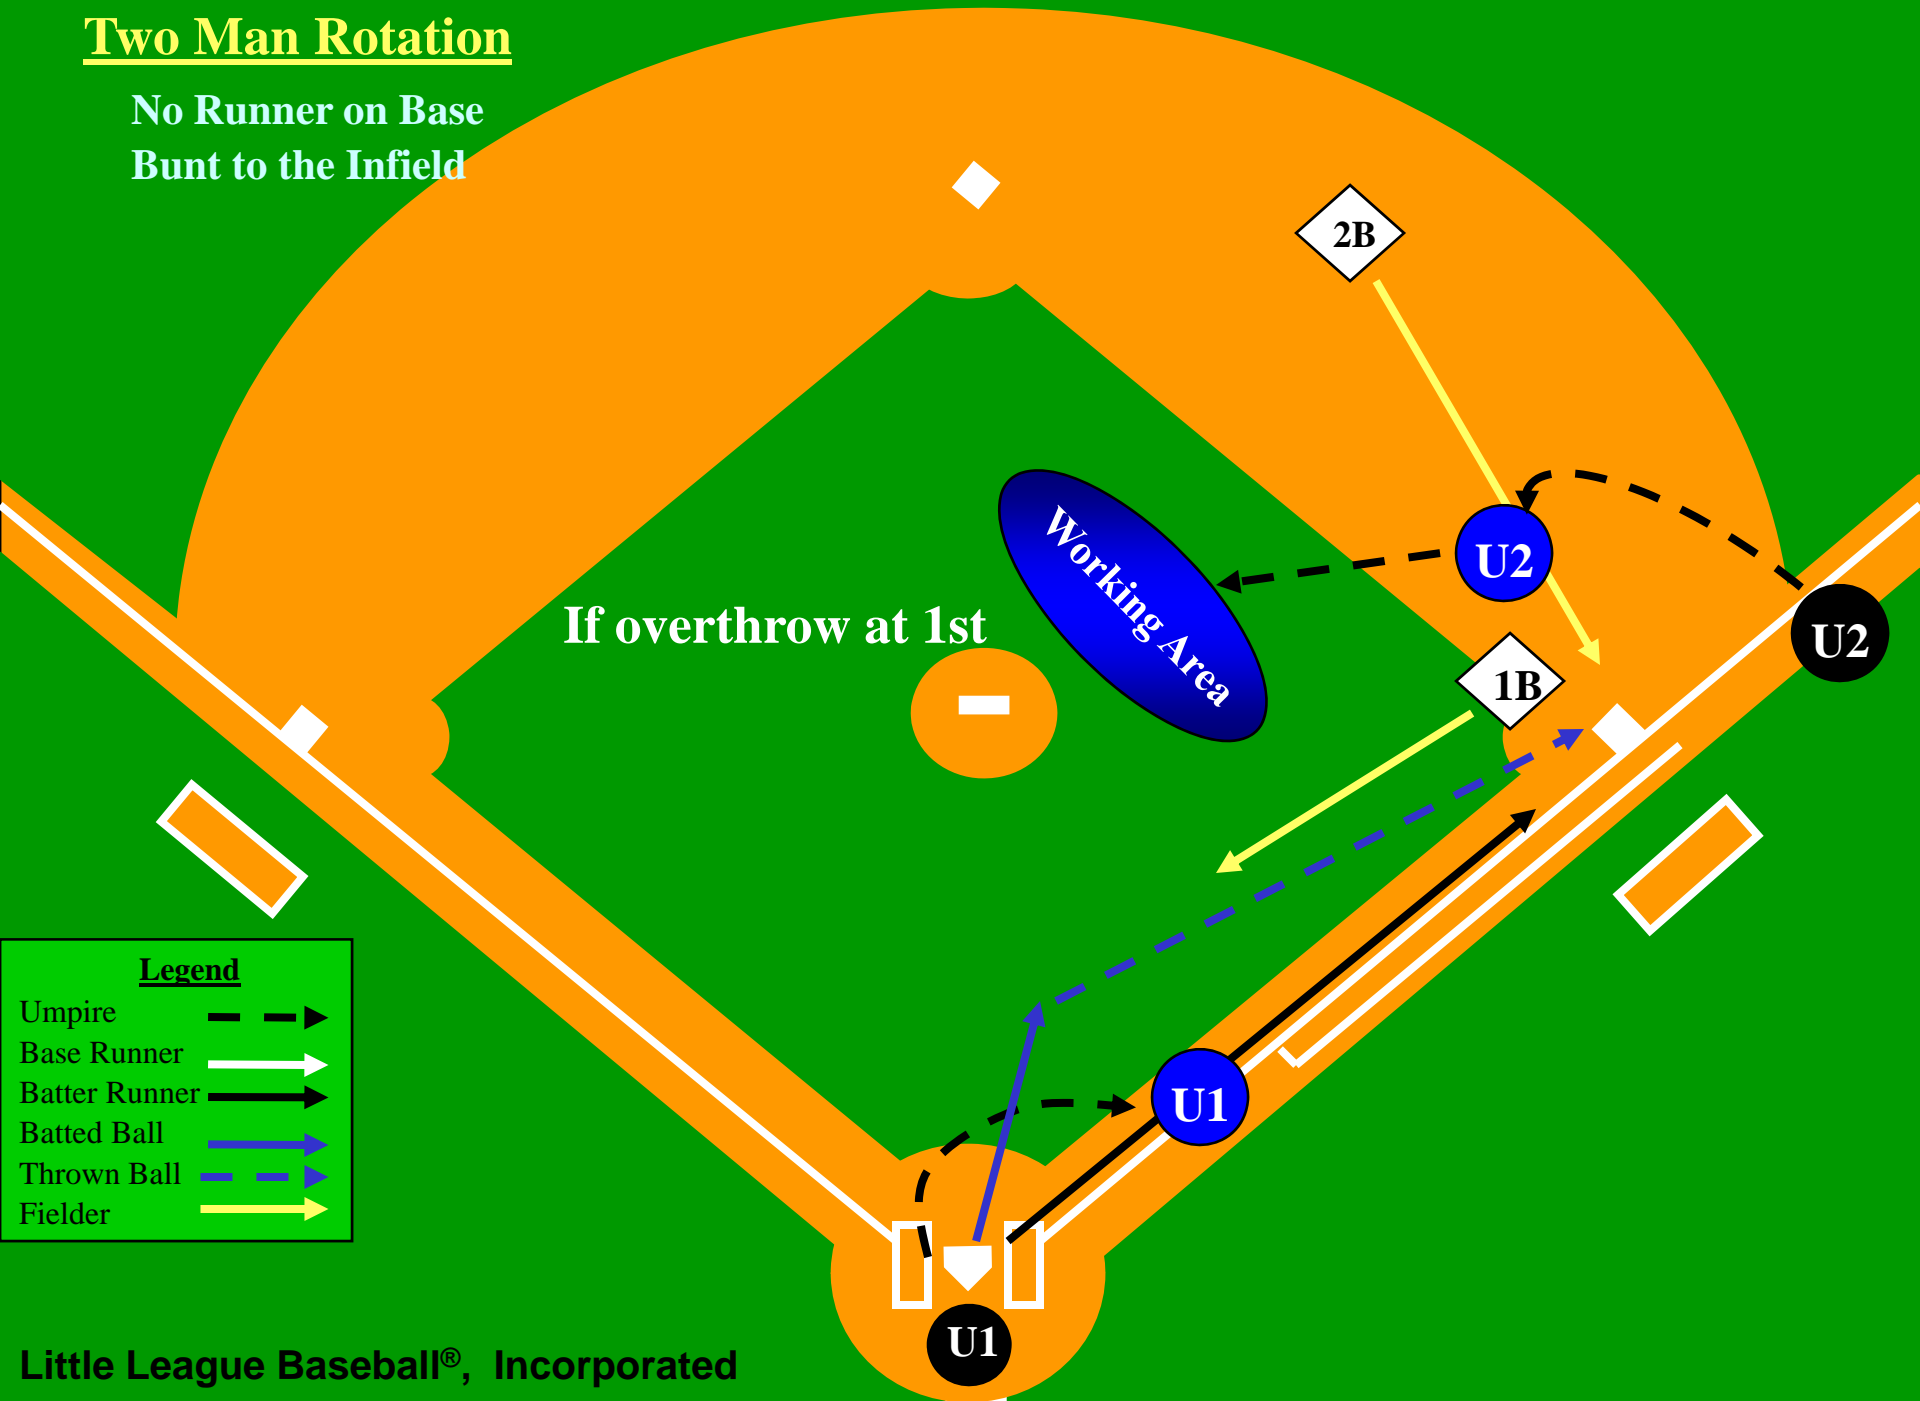 Two Man Rotation
No Runner on Base
Bunt to the Infield
2B
U2
U2
Working Area
If overthrow at 1st
1B
Legend
Umpire
Base Runner
Batter Runner
Batted Ball
Thrown Ball
Fielder
U1
U1
Little League Baseball®, Incorporated